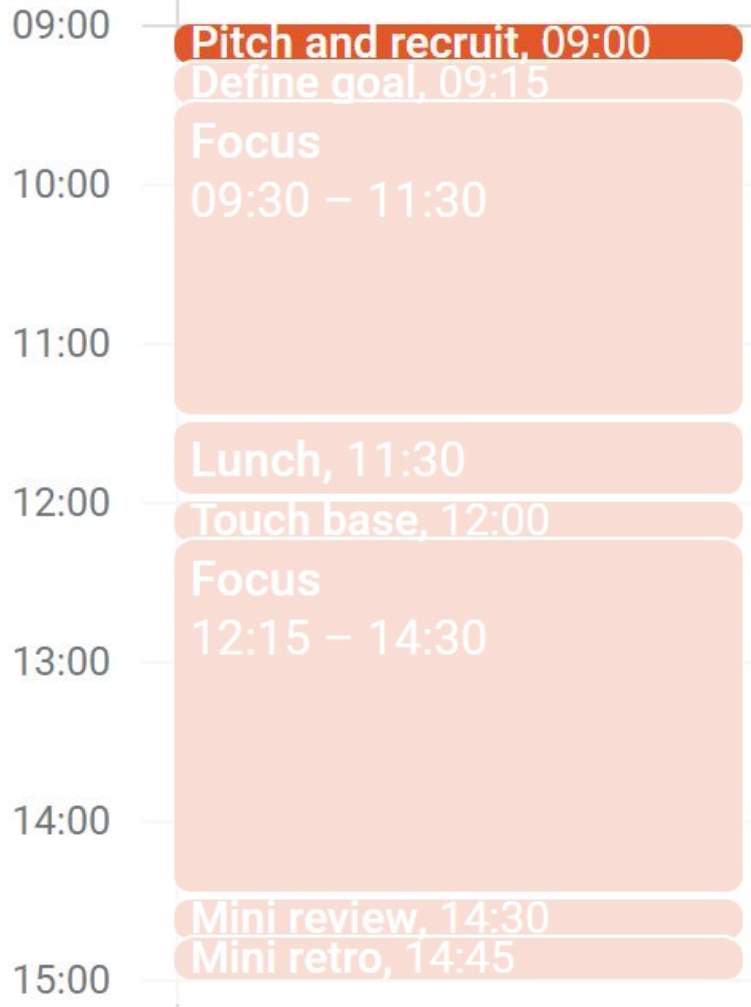 09:00
Pitch and recruit, 09:00
Define goal, 09:15
Focus
10:00
09:30 – 11:30
11:00
Lunch, 11:30
12:00
Touch base, 12:00
Focus
12:15 – 14:30
13:00
14:00
Mini review, 14:30
Mini retro, 14:45
15:00